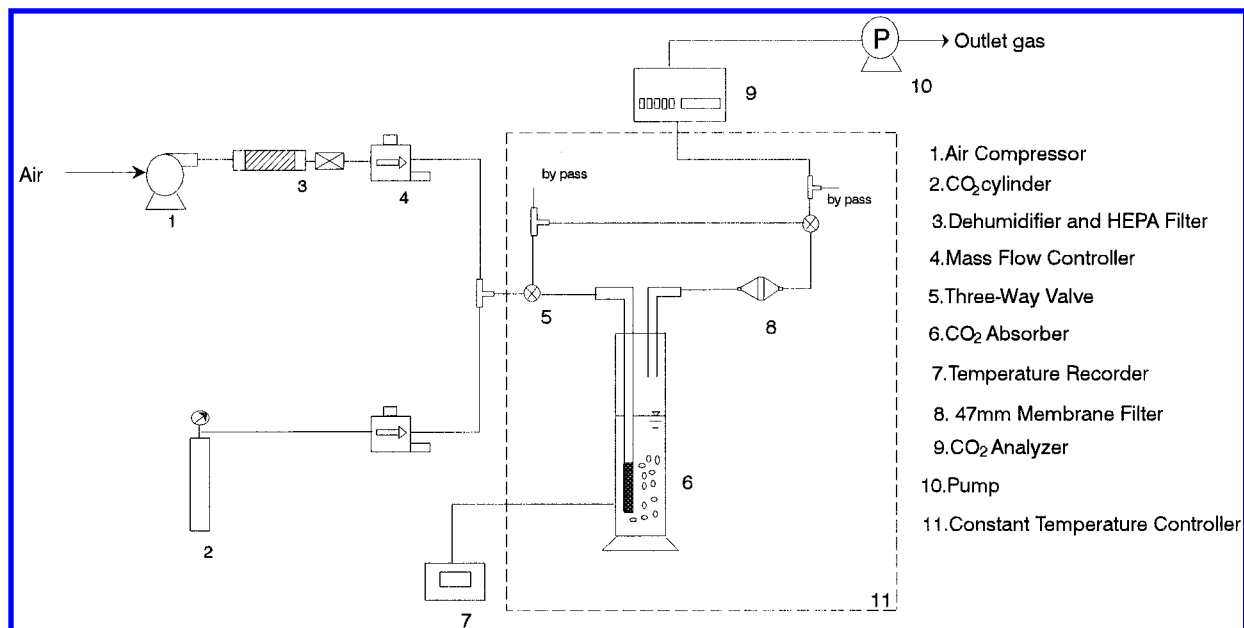 P
Outlet gas
10
9
Air
1
3
4
by pass
by pass
5
8
6
2
7
11
1.Air Compressor
2.CO2 cylinder
3.Dehumidifier and HEPA Filter
4.Mass Flow Controller
5.Three-Way Valve
6.CO2 Absorber
7.Temperature Recorder
8. 47mm Membrane Filter
9.CO2 Analyzer
10.Pump
11.Constant Temperature Controller